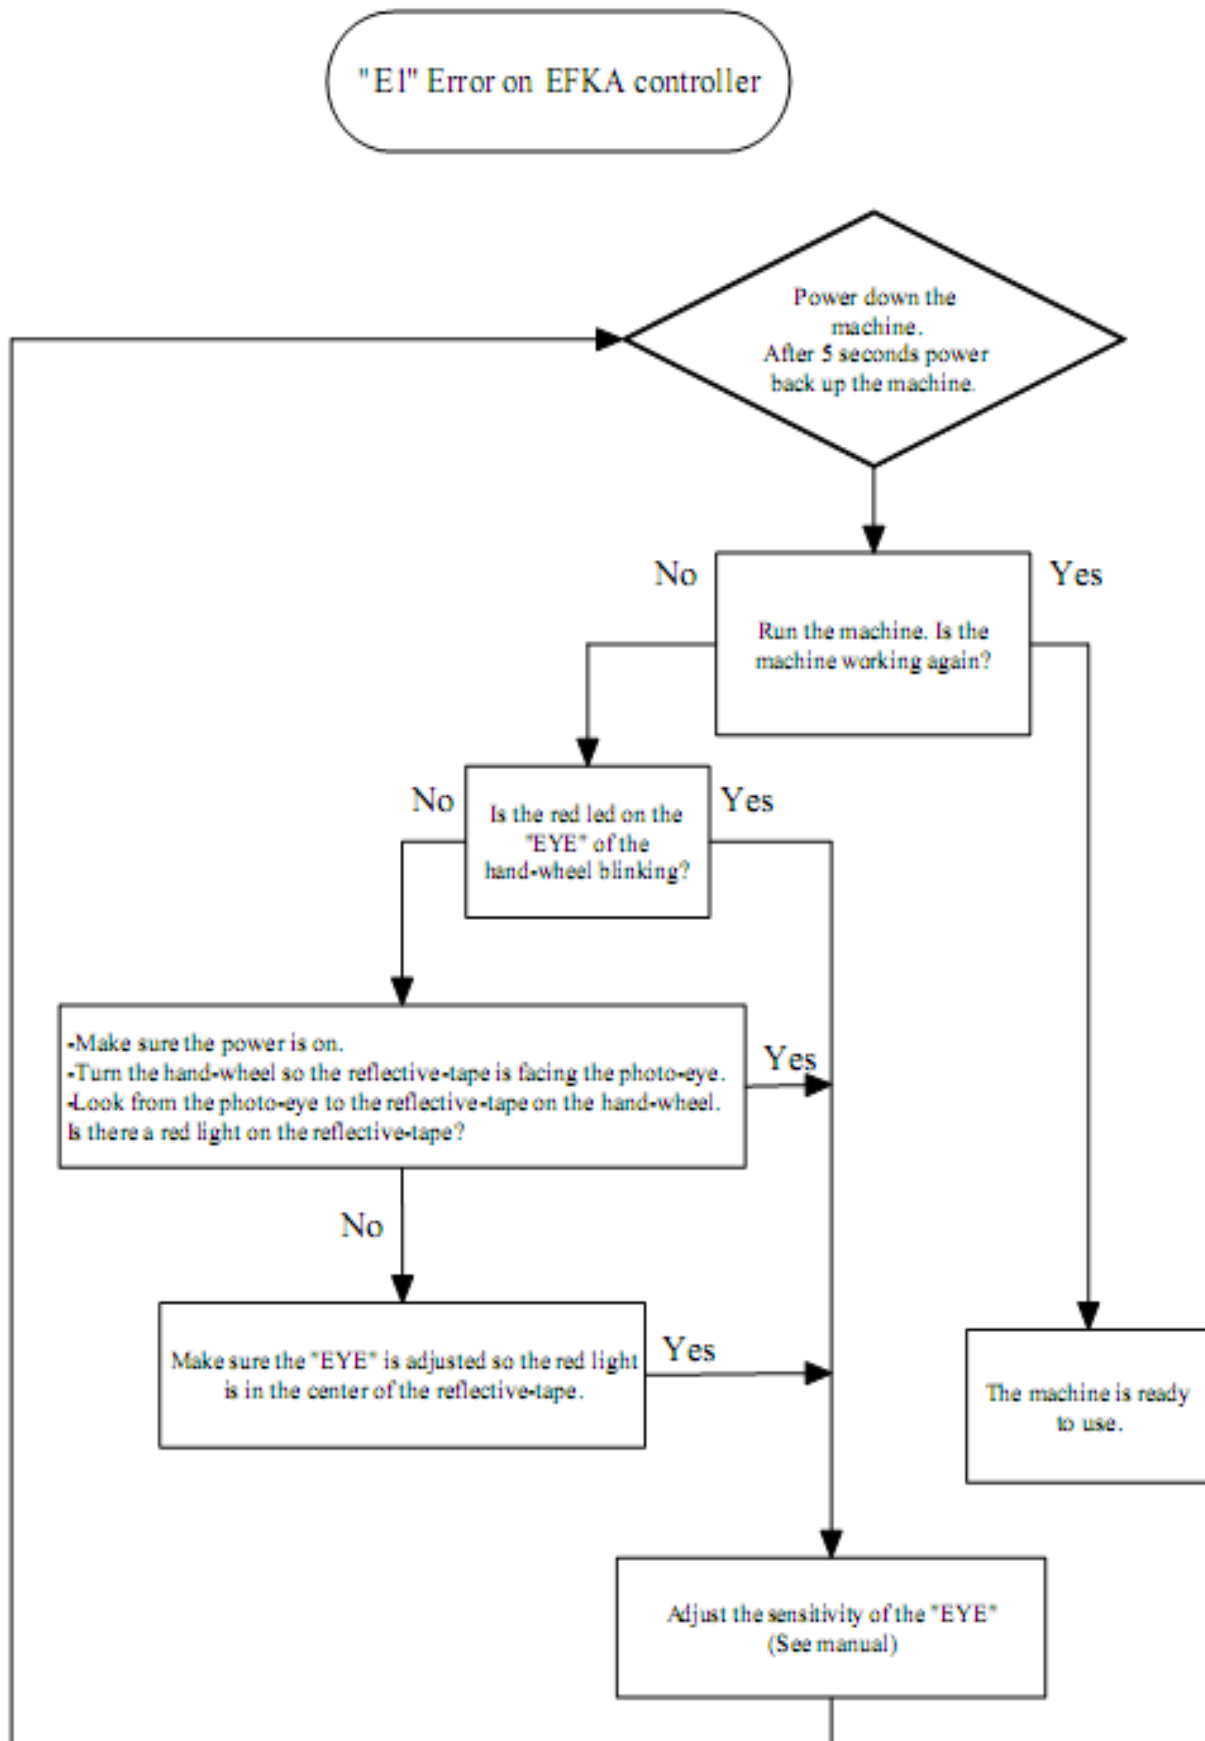 "E1" Error on EFKA controller
Power down the
machine.
After 5 seconds power
back up the machine.
No
Yes
Run the machine. Is the
machine working again?
No
Yes
Is the red led on the
"EYE" of the
hand-wheel blinking?
-Make sure the power is on.
-Turn the hand-wheel so the reflective-tape is facing the photo-eye.
-Look from the photo-eye to the reflective-tape on the hand-wheel.
Is there a red light on the reflective-tape?
Yes
No
Make sure the "EYE" is adjusted so the red light
is in the center of the reflective-tape.
Yes
The machine is ready
to use.
Adjust the sensitivity of the "EYE"
(See manual)